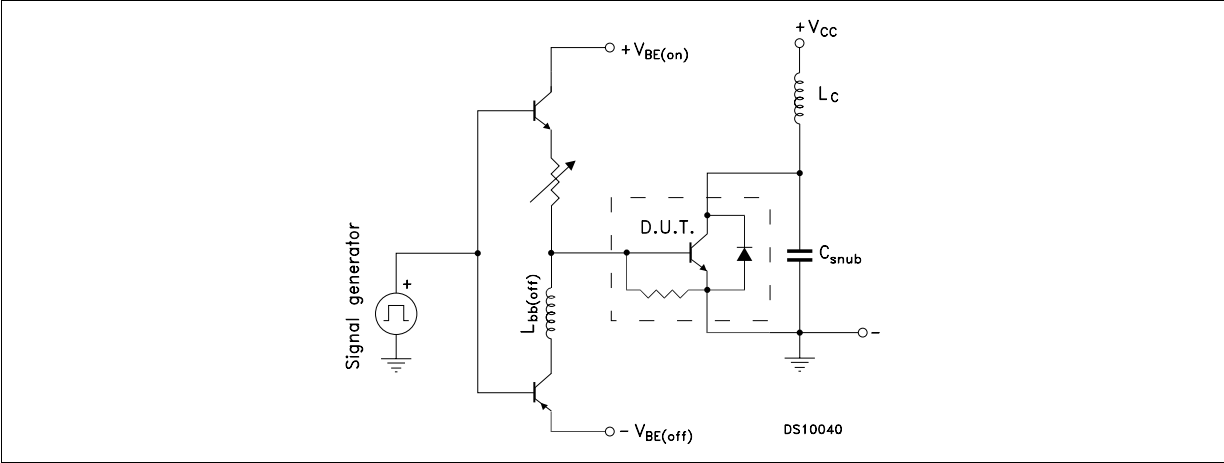 + V_CC
+ V_BE(on)
L_C
D.U.T.
Signal generator
+
L_bb(off)
C_snub
-
- V_BE(off)
DS10040